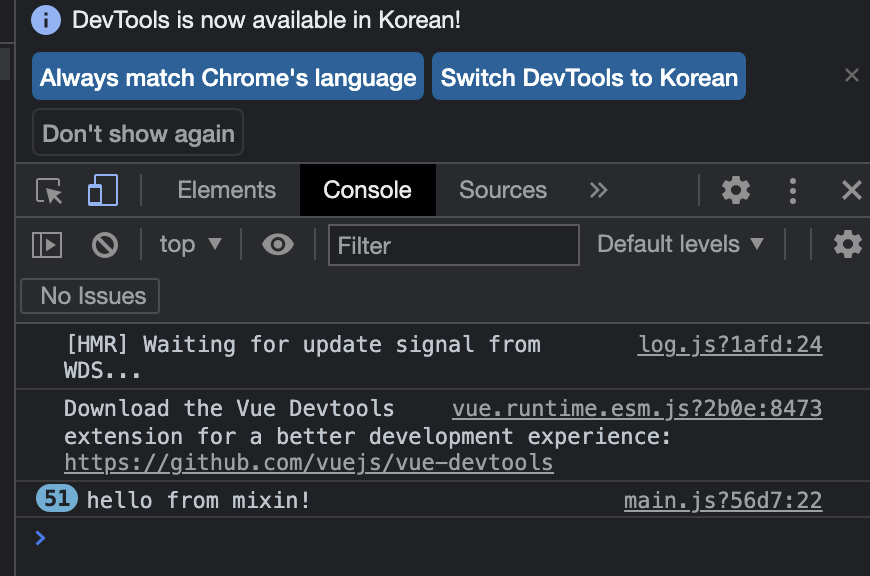 DevTools is now available in Korean!
Always match Chrome's language Switch DevTools to Korean
Don't show again
Elements Console Sources
top Filter Default levels
No Issues
[HMR] Waiting for update signal from log.js?1afd:24
WDS...
Download the Vue Devtools vue.runtime.esm.js?2b0e:8473
extension for a better development experience:
https://github.com/vuejs/vue-devtools
51 hello from mixin! main.js?56d7:22